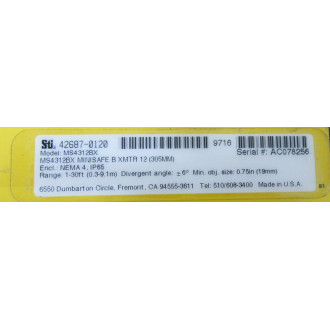 Sti 42687-0120 9716
Model: MS4312BX Serial #: AC078256
MS4312BX MINISAFE B XMTR 12 (305MM)
Encl.: NEMA 4, IP65
Range: 1-30ft (0.3-9.1m) Divergent angle: ±6° Min. obj. size: 0.75in (19mm)
6550 Dumbarton Circle, Fremont, CA 94555-3611 Tel: 510/608-3400 Made in U.S.A.